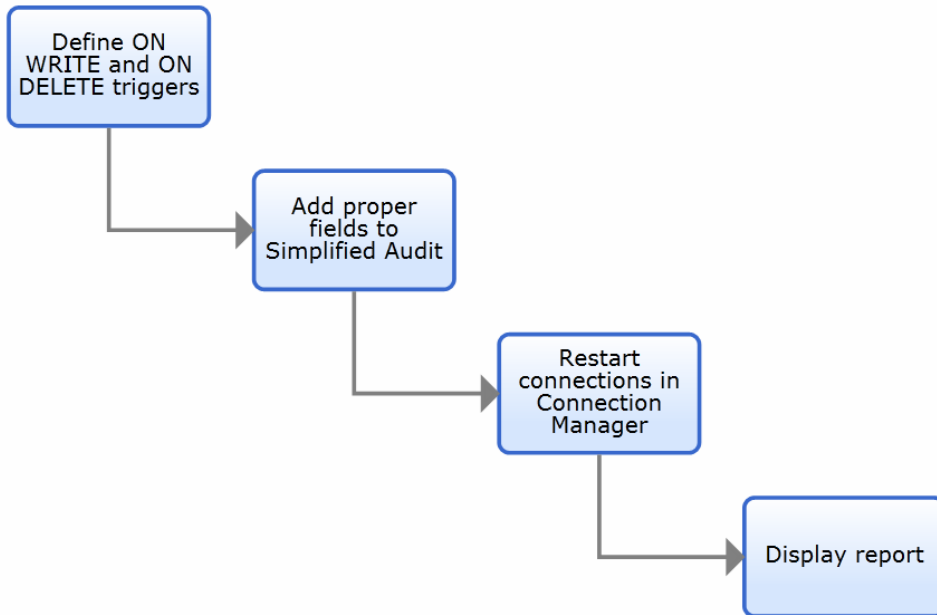 Define ON
WRITE and ON
DELETE triggers
Add proper
fields to
Simplified Audit
Restart
connections in
Connection
Manager
Display report